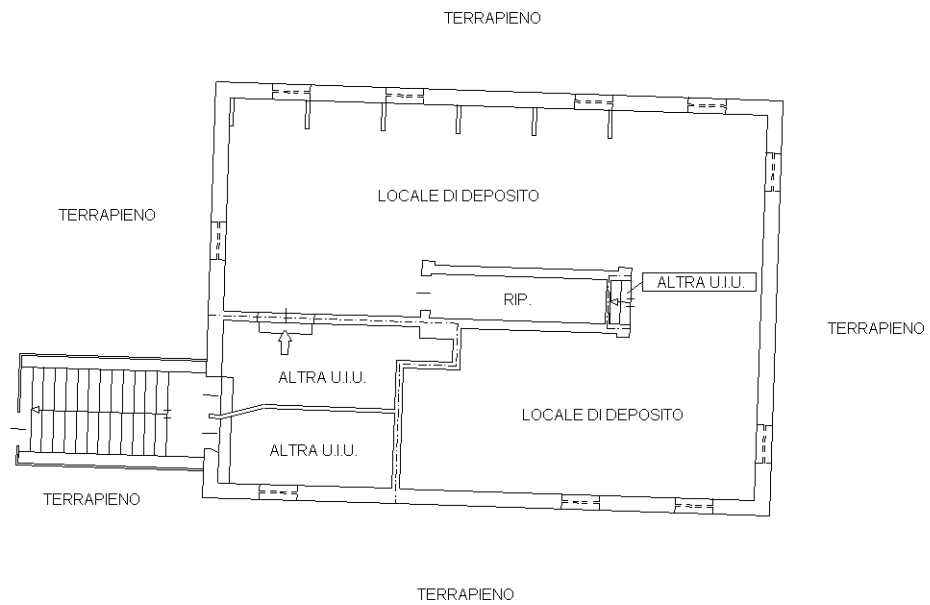 TERRAPIENO
LOCALE DI DEPOSITO
TERRAPIENO
ALTRA U.I.U.
RIP.
TERRAPIENO
ALTRA U.I.U.
LOCALE DI DEPOSITO
ALTRA U.I.U.
TERRAPIENO
TERRAPIENO